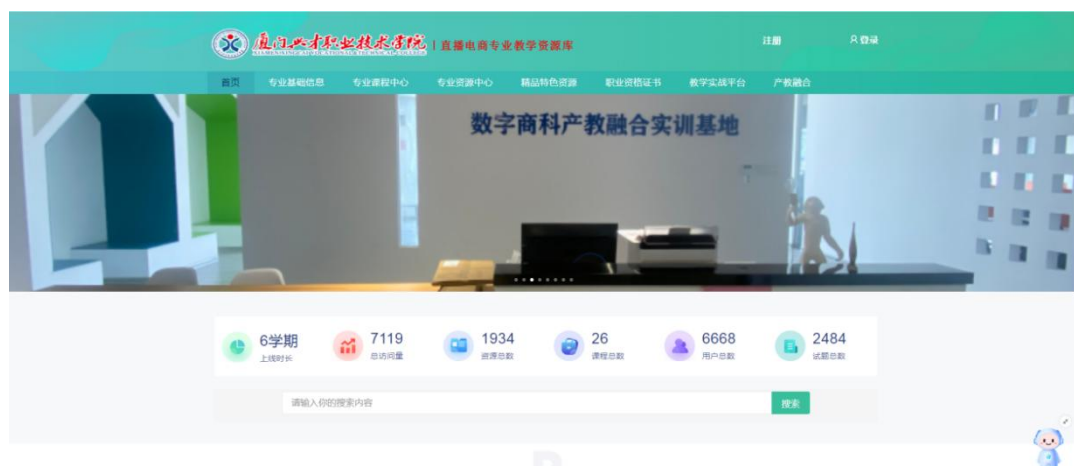 厦门兴才职业技术学院 | 直播电商专业教学资源库
注册 登录
首页 专业基础信息 专业课程中心 专业资源中心 精品特色资源 职业资格证书 教学实战平台 产教融合
数字商科产教融合实训基地
6学期 7119 1934 26 6668 2484
上线时长 总访问量 资源总数 课程总数 用户总数 试题总数
请输入你的搜索内容 搜索